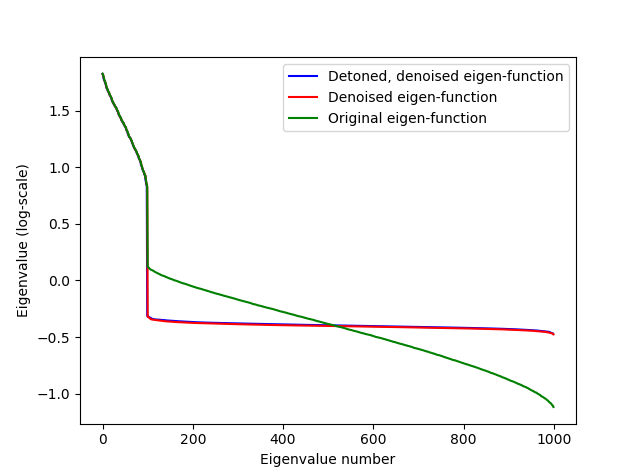 Detoned, denoised eigen-function
Denoised eigen-function
Original eigen-function
Eigenvalue (log-scale)
1.5
1.0
0.5
0.0
−0.5
−1.0
0 200 400 600 800 1000
Eigenvalue number